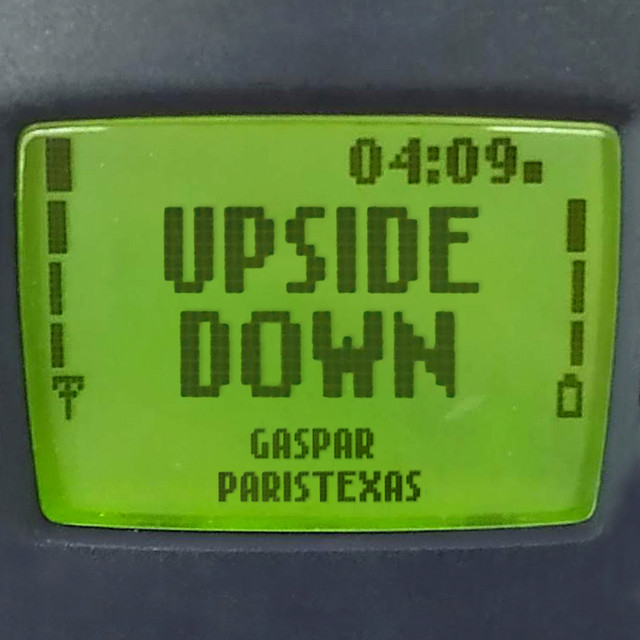 04:09.
UPSIDE
DOWN
GASPAR
PARISTEXAS